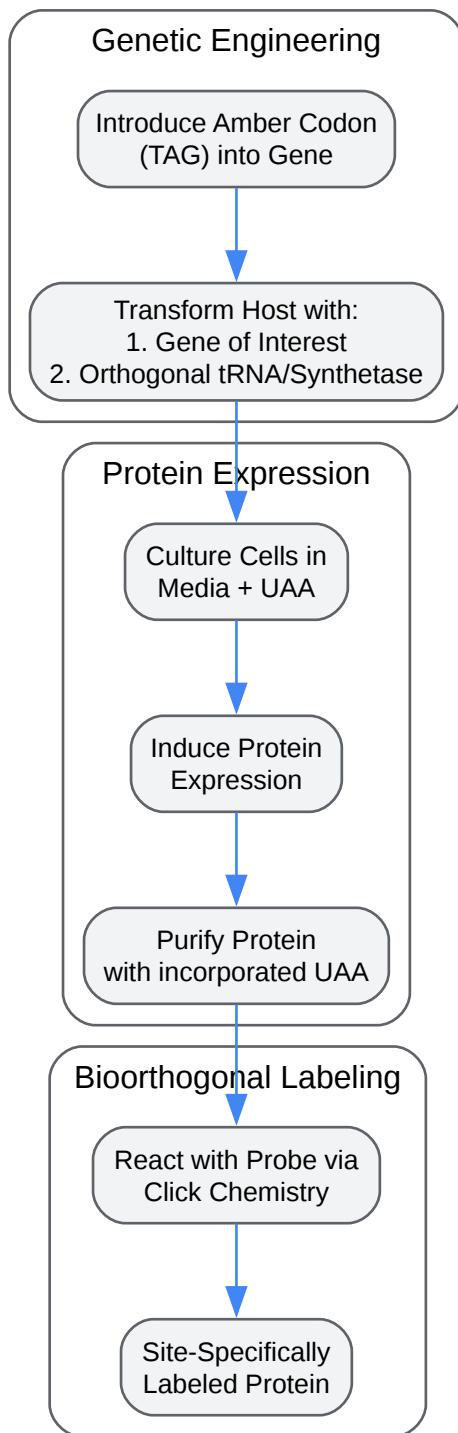 Genetic Engineering
Introduce Amber Codon
(TAG) into Gene
Transform Host with:
1. Gene of Interest
2. Orthogonal tRNA/Synthetase
Protein Expression
Culture Cells in
Media + UAA
Induce Protein
Expression
Purify Protein
with incorporated UAA
Bioorthogonal Labeling
React with Probe via
Click Chemistry
Site-Specifically
Labeled Protein